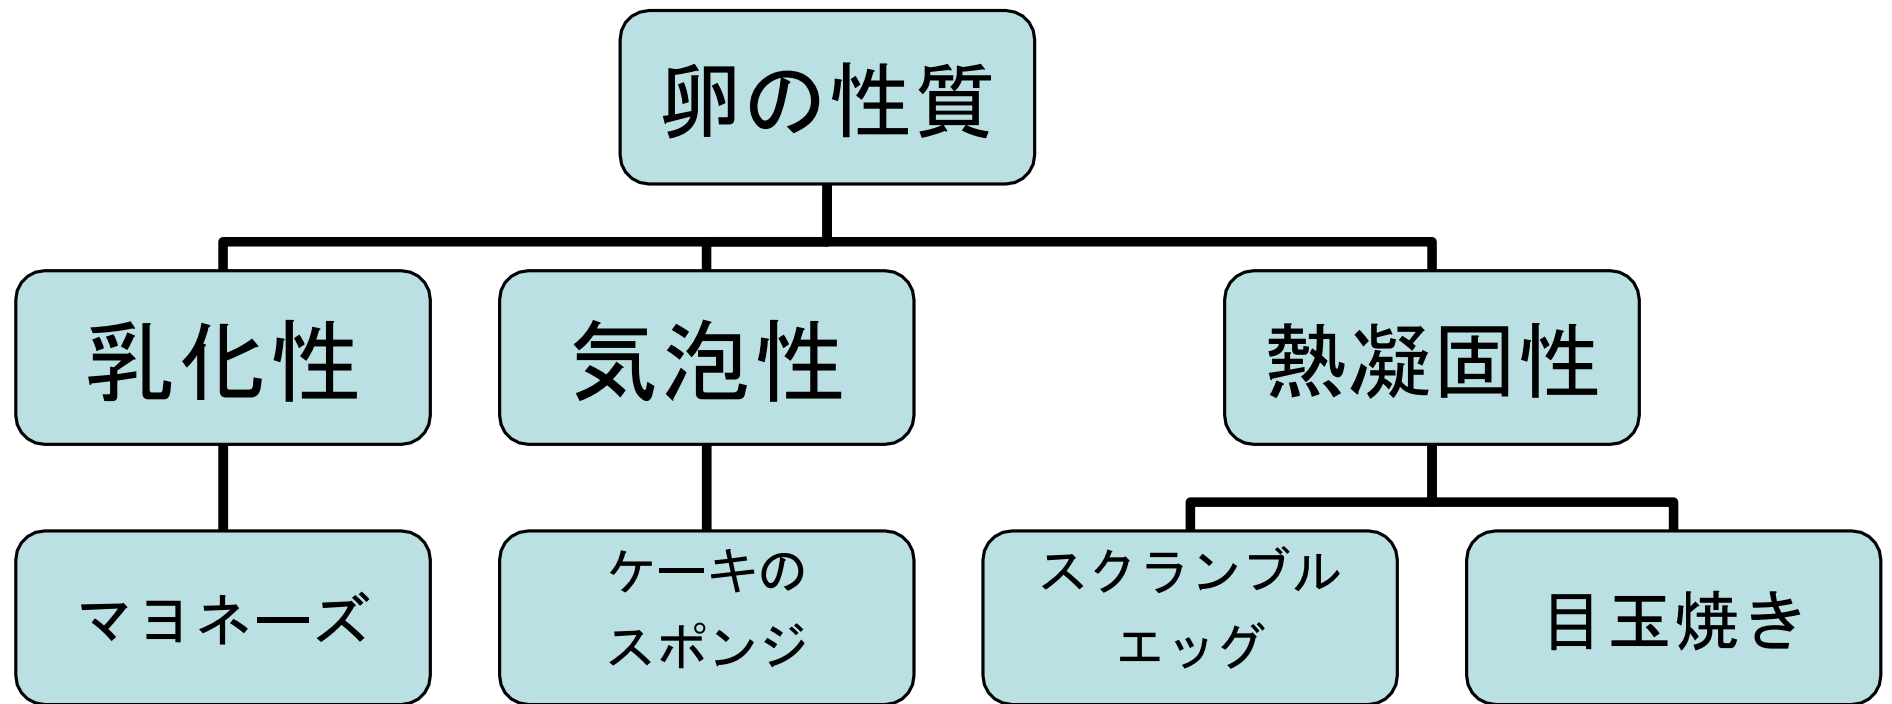 卵の性質
乳化性
気泡性
熱凝固性
マヨネーズ
ケーキの
スポンジ
スクランブル
エッグ
目玉焼き